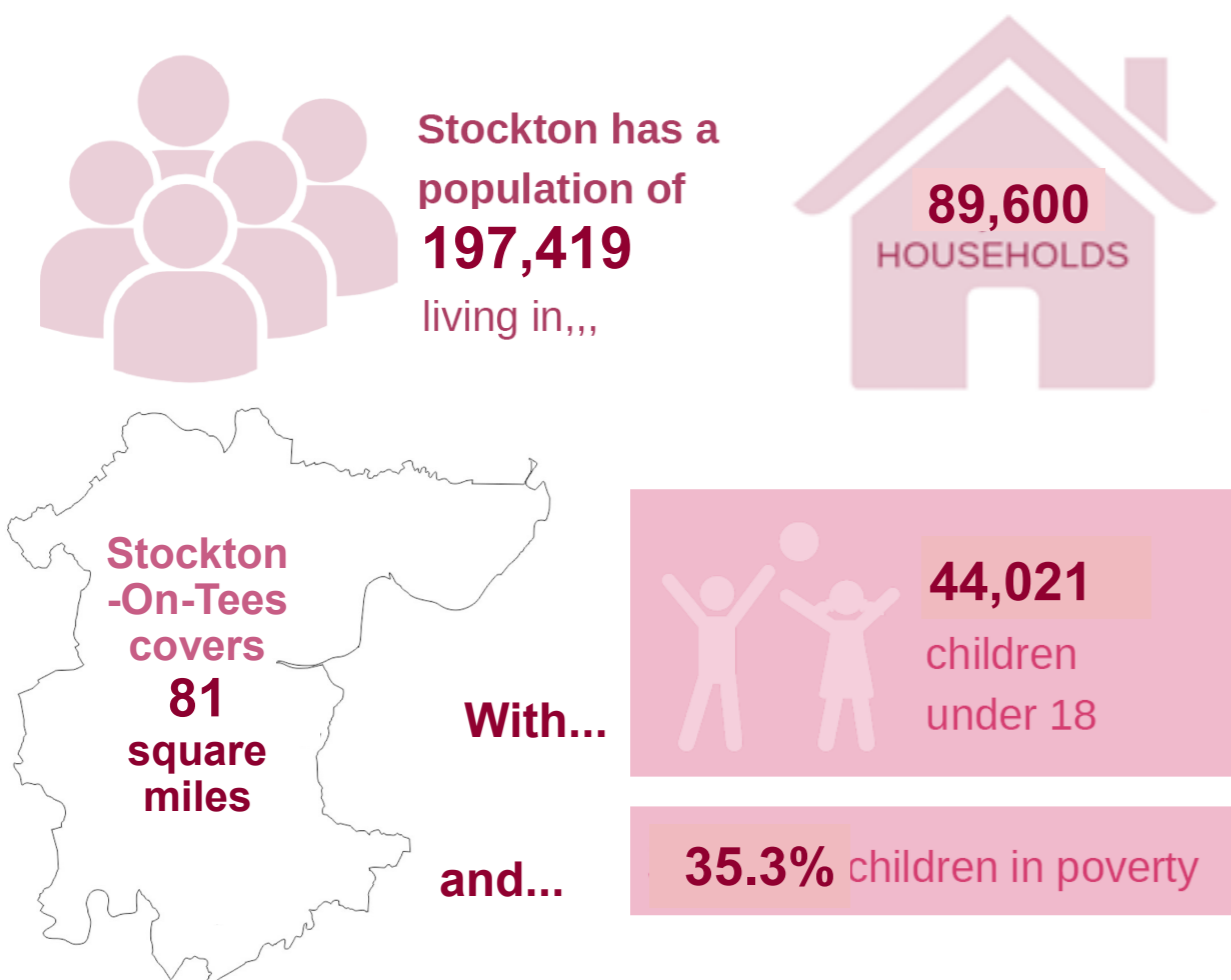 Stockton has a
population of
197,419
living in,,,
89,600
HOUSEHOLDS
Stockton
-On-Tees
covers
81
square
miles
With...
44,021
children
under 18
and...
35.3% children in poverty